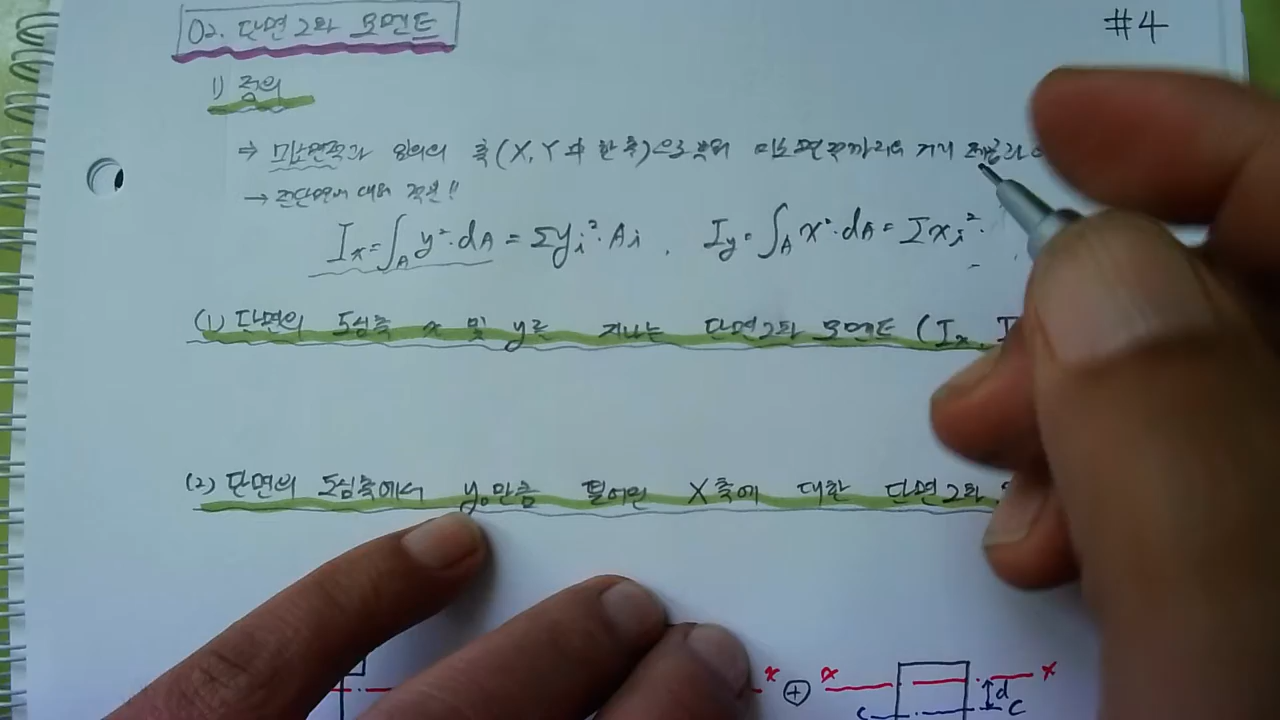 02. 단면 2차 모멘트
#4
1) 정의
⇒ 미소면적과 임의의 축(X, Y 中 한 축)으로부터 미소면적까지의 거리 제곱과
→ 전단면에 대해 적분!!
Ix = ∫A y²·dA = Σyi²·Ai , Iy = ∫A x²·dA = Σxi²·
(1) 단면의 도심축 x 및 y를 지나는 단면2차 모멘트 (Ix, I
(2) 단면의 도심축에서 y₀만큼 떨어진 X축에 대한 단면2차
x ⊕ x x
d
c c